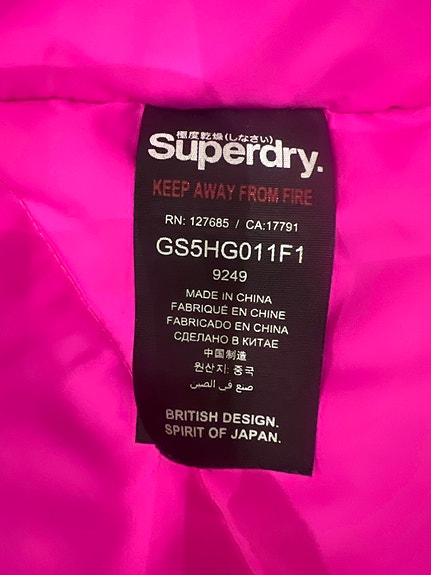 極度乾燥(しなさい)
Superdry.
KEEP AWAY FROM FIRE
RN: 127685 / CA:17791
GS5HG011F1
9249
MADE IN CHINA
FABRIQUÉ EN CHINE
FABRICADO EN CHINA
СДЕЛАНО В КИТАЕ
中国制造
원산지: 중국
صنع في الصين
BRITISH DESIGN.
SPIRIT OF JAPAN.